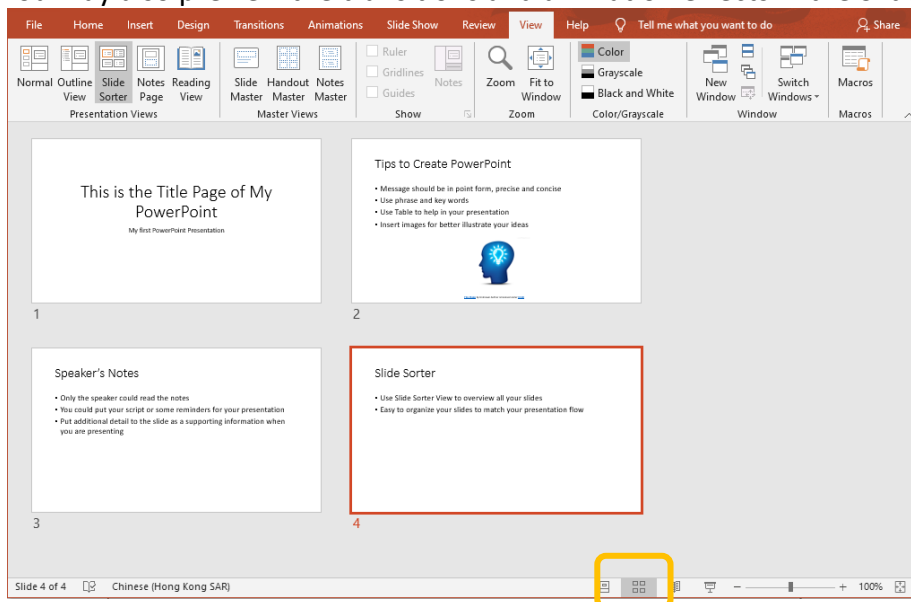 File Home Insert Design Transitions Animations Slide Show Review View Help Tell me what you want to do Share
Normal Outline View Slide Sorter Notes Page Reading View
Presentation Views
Slide Master Handout Master Notes Master
Master Views
Ruler
Gridlines
Guides
Notes
Show
Zoom Fit to Window
Zoom
Color
Grayscale
Black and White
Color/Grayscale
New Window
Switch Windows
Window
Macros
Macros
This is the Title Page of My
PowerPoint
My first PowerPoint Presentation
1
Tips to Create PowerPoint
• Message should be in point form, precise and concise
• Use phrase and key words
• Use Table to help in your presentation
• Insert images for better illustrate your ideas
2
Speaker's Notes
• Only the speaker could read the notes
• You could put your script or some reminders for your presentation
• Put additional detail to the slide as a supporting information when
you are presenting
3
Slide Sorter
• Use Slide Sorter View to overview all your slides
• Easy to organize your slides to match your presentation flow
4
Slide 4 of 4 Chinese (Hong Kong SAR) 100%